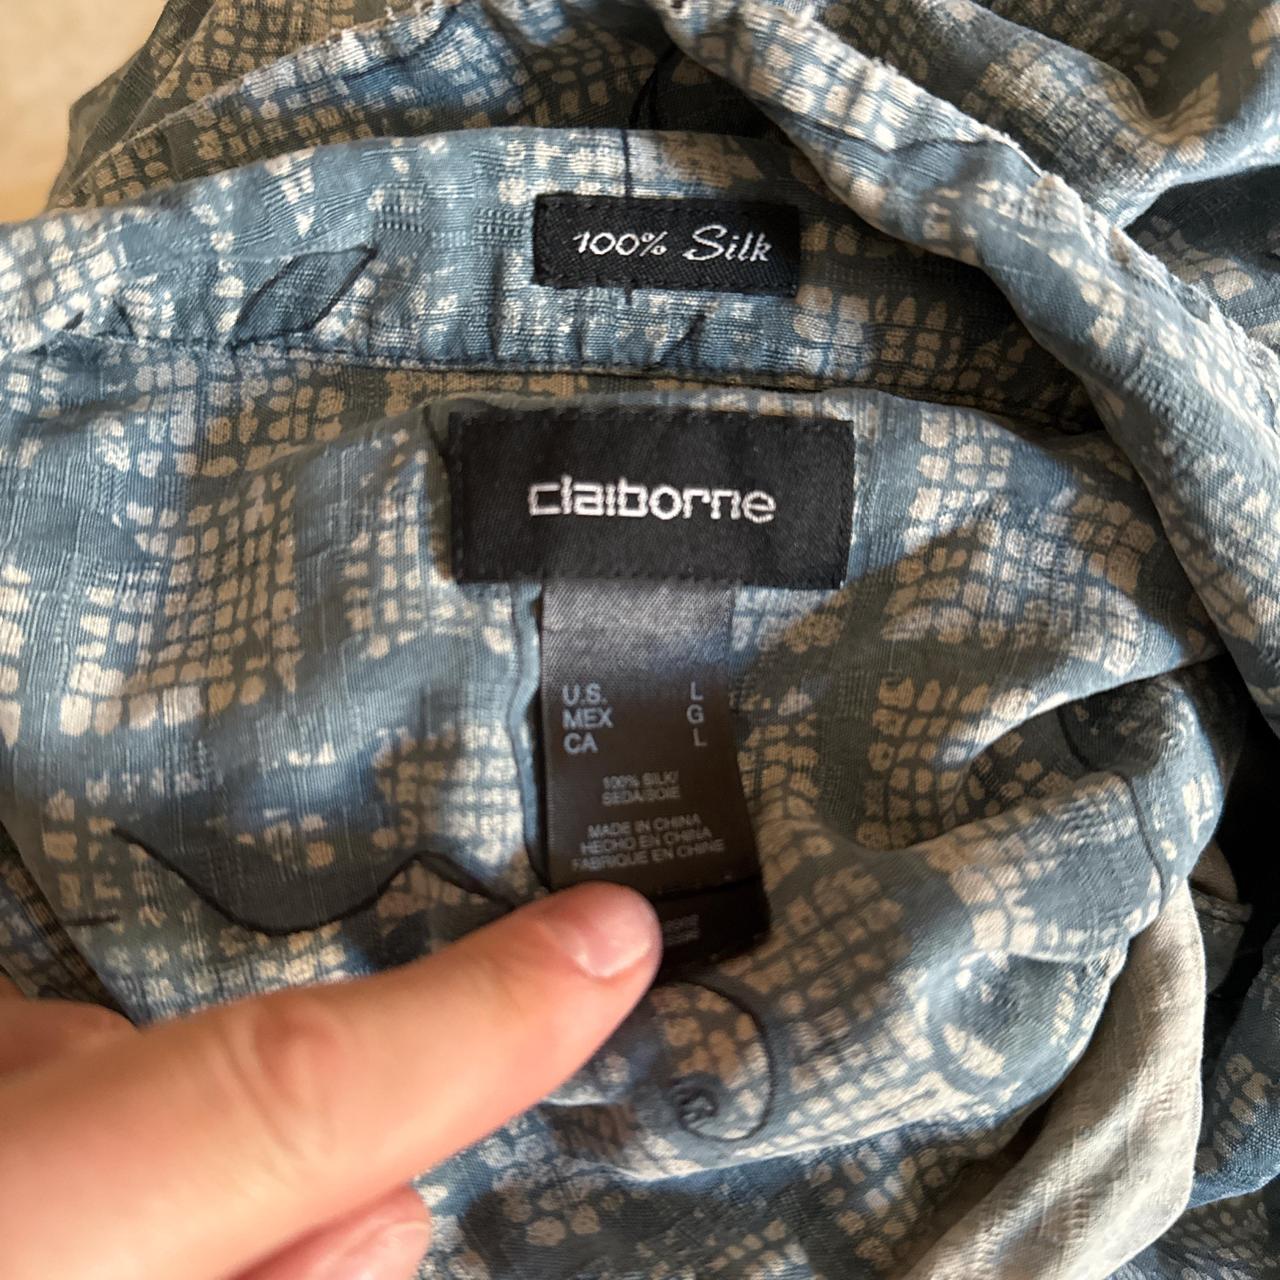 100% Silk
claiborne
U.S. L
MEX G
CA L
100% SILK/
SEDA/SOIE
MADE IN CHINA
HECHO EN CHINA
FABRIQUE EN CHINE